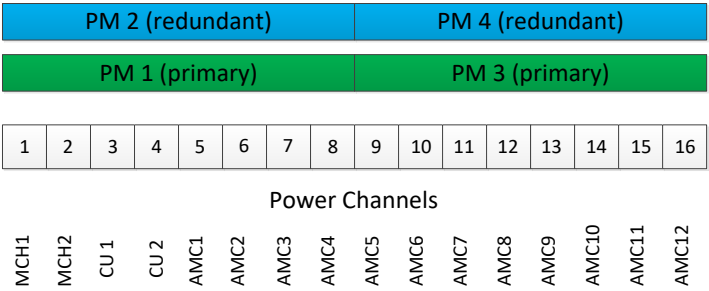 PM 2 (redundant) PM 4 (redundant)
PM 1 (primary) PM 3 (primary)
1 2 3 4 5 6 7 8 9 10 11 12 13 14 15 16
Power Channels
MCH1 MCH2 CU 1 CU 2 AMC1 AMC2 AMC3 AMC4 AMC5 AMC6 AMC7 AMC8 AMC9 AMC10 AMC11 AMC12